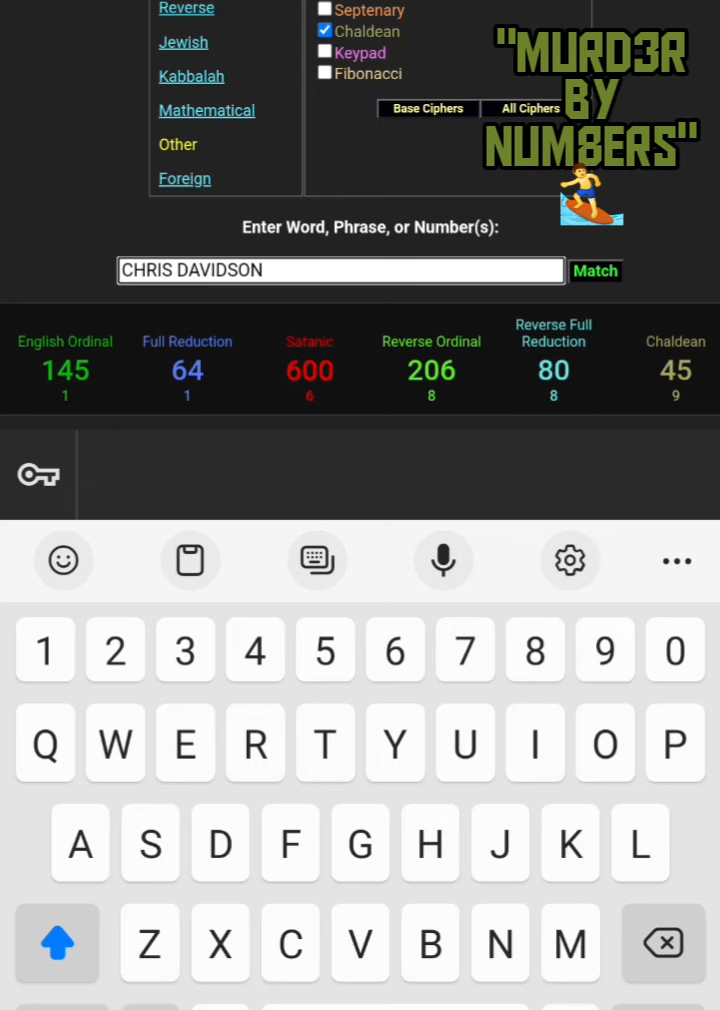 Reverse
Septenary
Chaldean
Jewish
Keypad
Kabbalah
Fibonacci
Mathematical
Base Ciphers
All Ciphers
Other
Foreign
"MURD3R
BY
NUM8ERS"
Enter Word, Phrase, or Number(s):
CHRIS DAVIDSON
Match
English Ordinal Full Reduction Satanic Reverse Ordinal Reverse Full Reduction Chaldean
145 64 600 206 80 45
1 1 6 8 8 9
1 2 3 4 5 6 7 8 9 0
Q W E R T Y U I O P
A S D F G H J K L
Z X C V B N M